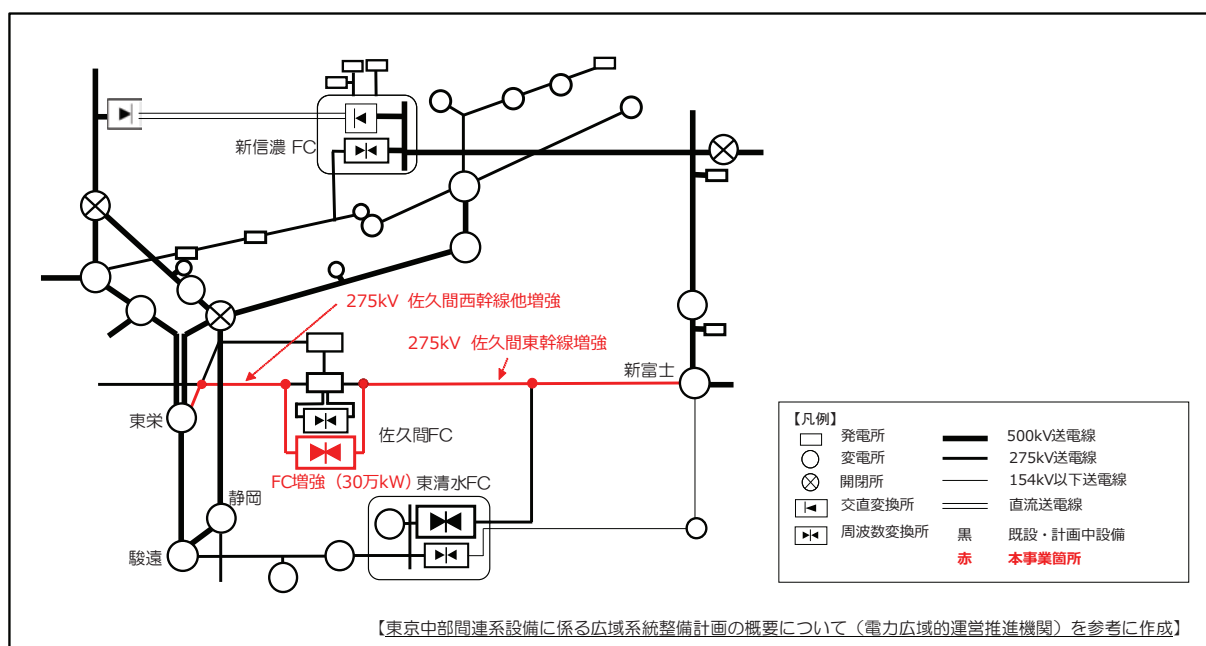 新信濃 FC
275kV 佐久間西幹線他増強
275kV 佐久間東幹線増強
新富士
東栄
佐久間FC
FC増強（30万kW）
東清水FC
静岡
駿遠
【凡例】
発電所
500kV送電線
変電所
275kV送電線
開閉所
154kV以下送電線
交直変換所
直流送電線
周波数変換所
黒 既設・計画中設備
赤 本事業箇所
【東京中部間連系設備に係る広域系統整備計画の概要について（電力広域的運営推進機関）を参考に作成】